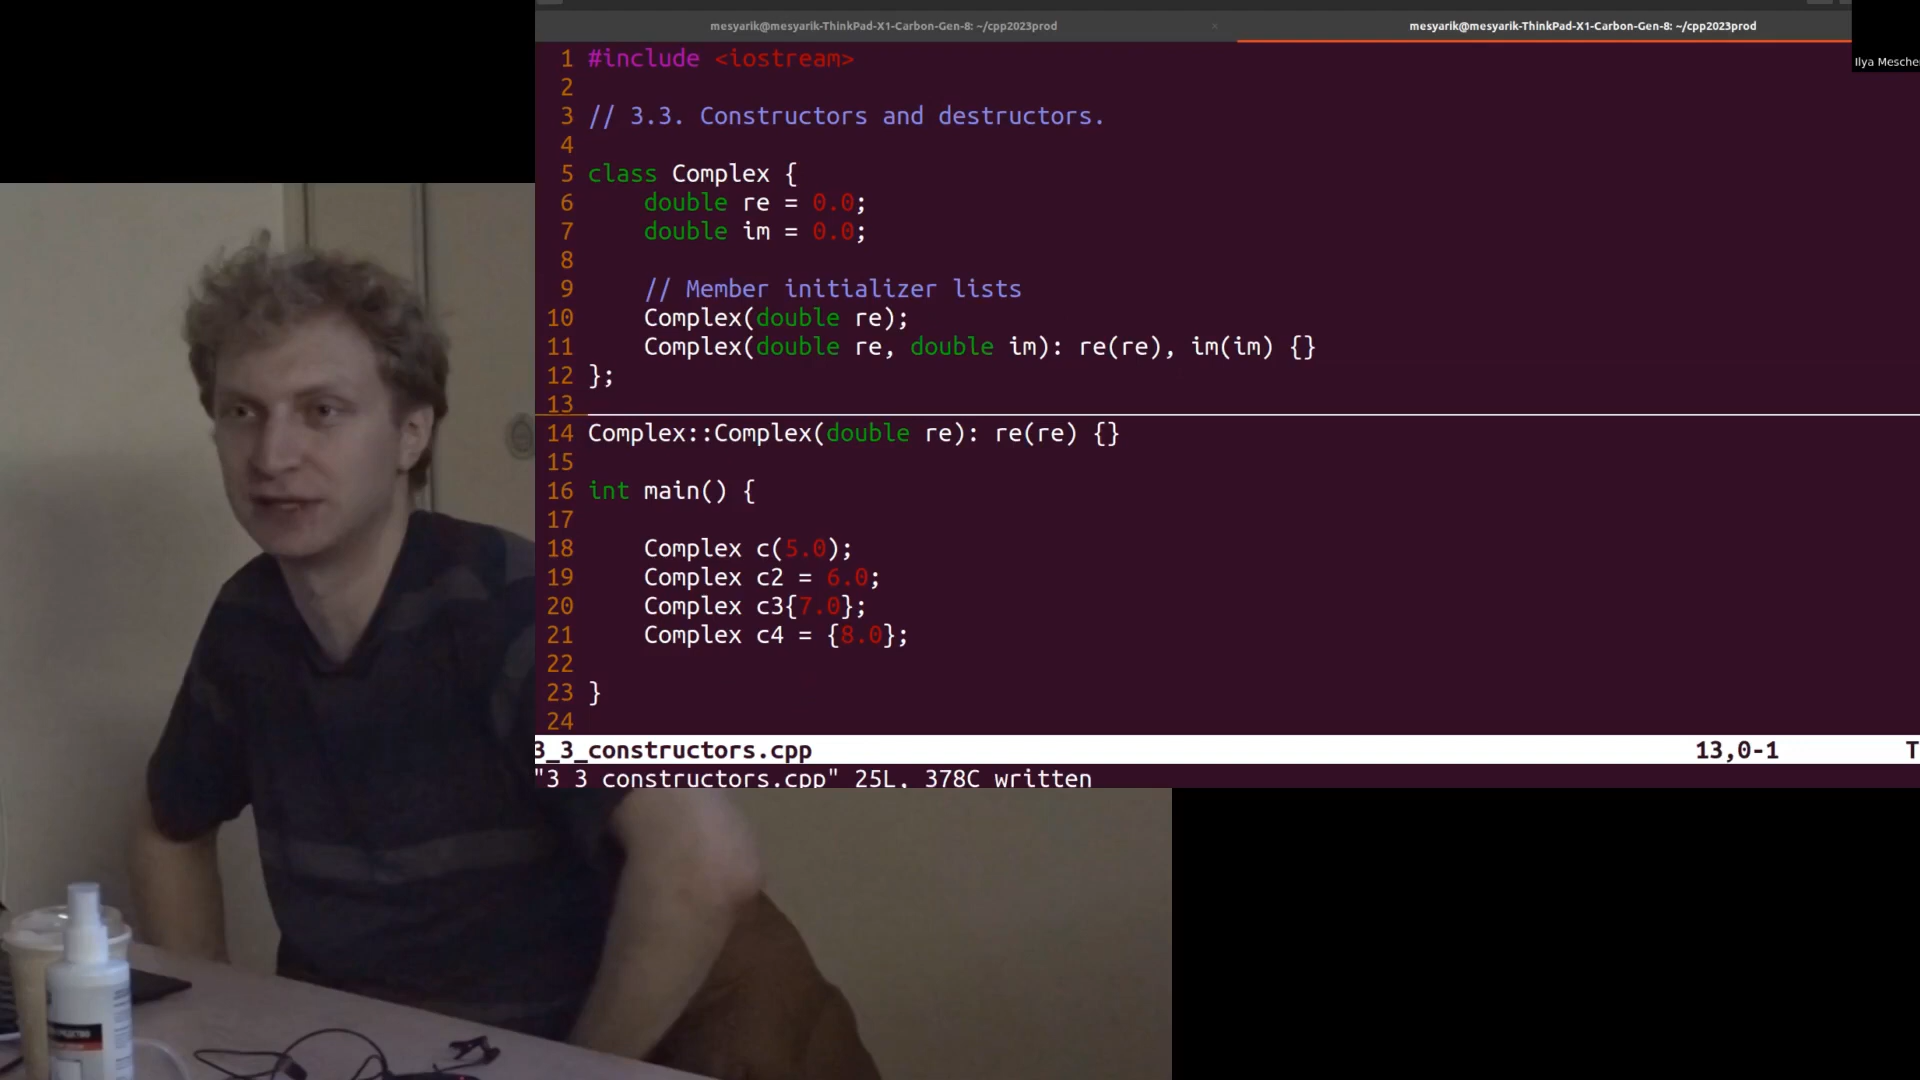 mesyarik@mesyarik-ThinkPad-X1-Carbon-Gen-8: ~/cpp2023prod
mesyarik@mesyarik-ThinkPad-X1-Carbon-Gen-8: ~/cpp2023prod
Ilya Mesche
1 #include <iostream>
2
3 // 3.3. Constructors and destructors.
4
5 class Complex {
6     double re = 0.0;
7     double im = 0.0;
8
9     // Member initializer lists
10     Complex(double re);
11     Complex(double re, double im): re(re), im(im) {}
12 };
13
14 Complex::Complex(double re): re(re) {}
15
16 int main() {
17
18     Complex c(5.0);
19     Complex c2 = 6.0;
20     Complex c3{7.0};
21     Complex c4 = {8.0};
22
23 }
24
3_3_constructors.cpp 13,0-1 T
"3_3_constructors.cpp" 25L, 378C written